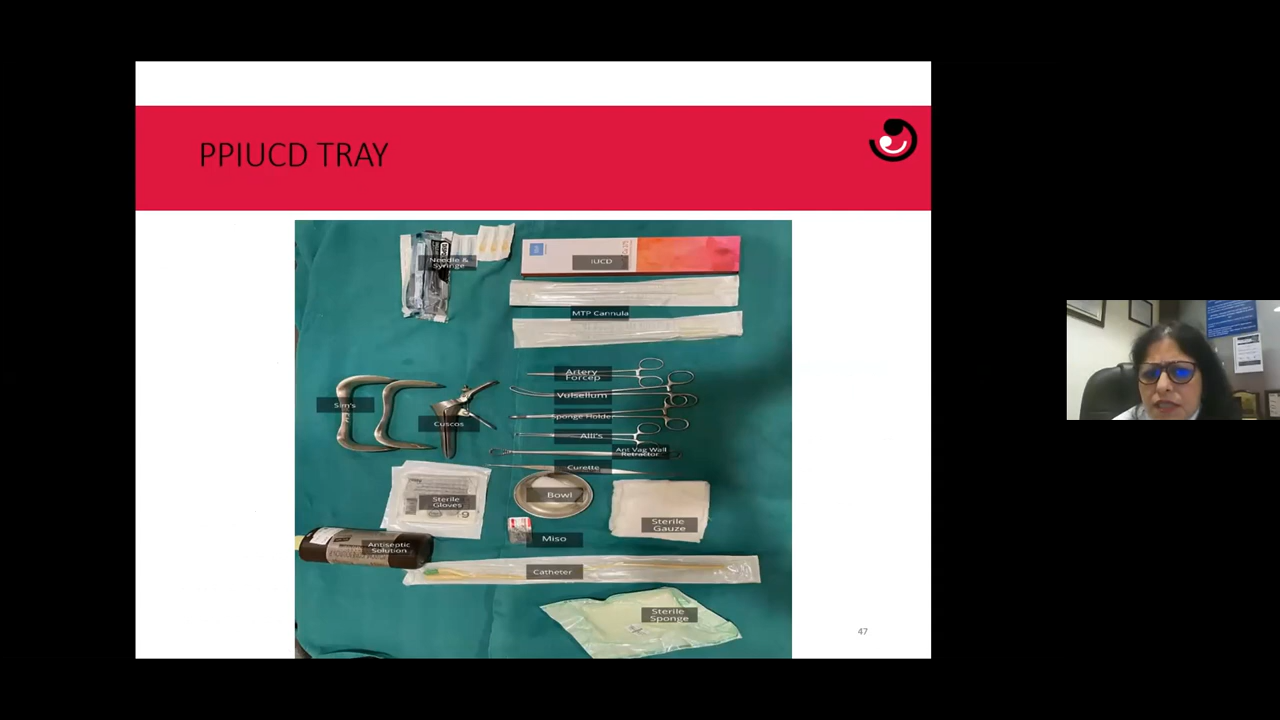 PPIUCD TRAY
Needle &
Syringe
IUCD
MTP Cannula
Artery
Forcep
Vulsellum
Sponge Holder
Sim's
Cuscos
Alli's
Ant Vag Wall
Retractor
Curette
Sterile
Gloves
Bowl
Sterile
Gauze
Miso
Antiseptic
Solution
Catheter
Sterile
Sponge
47